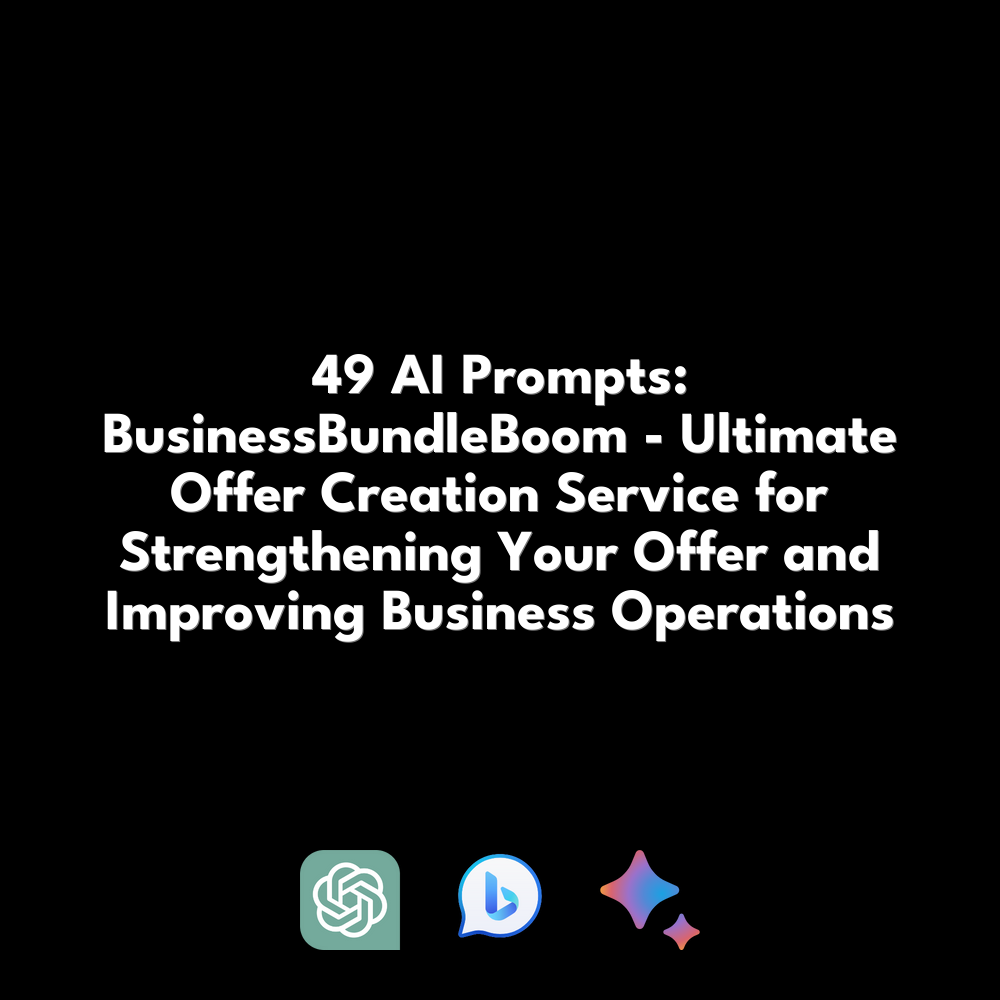 49 AI Prompts:
BusinessBundleBoom - Ultimate
Offer Creation Service for
Strengthening Your Offer and
Improving Business Operations